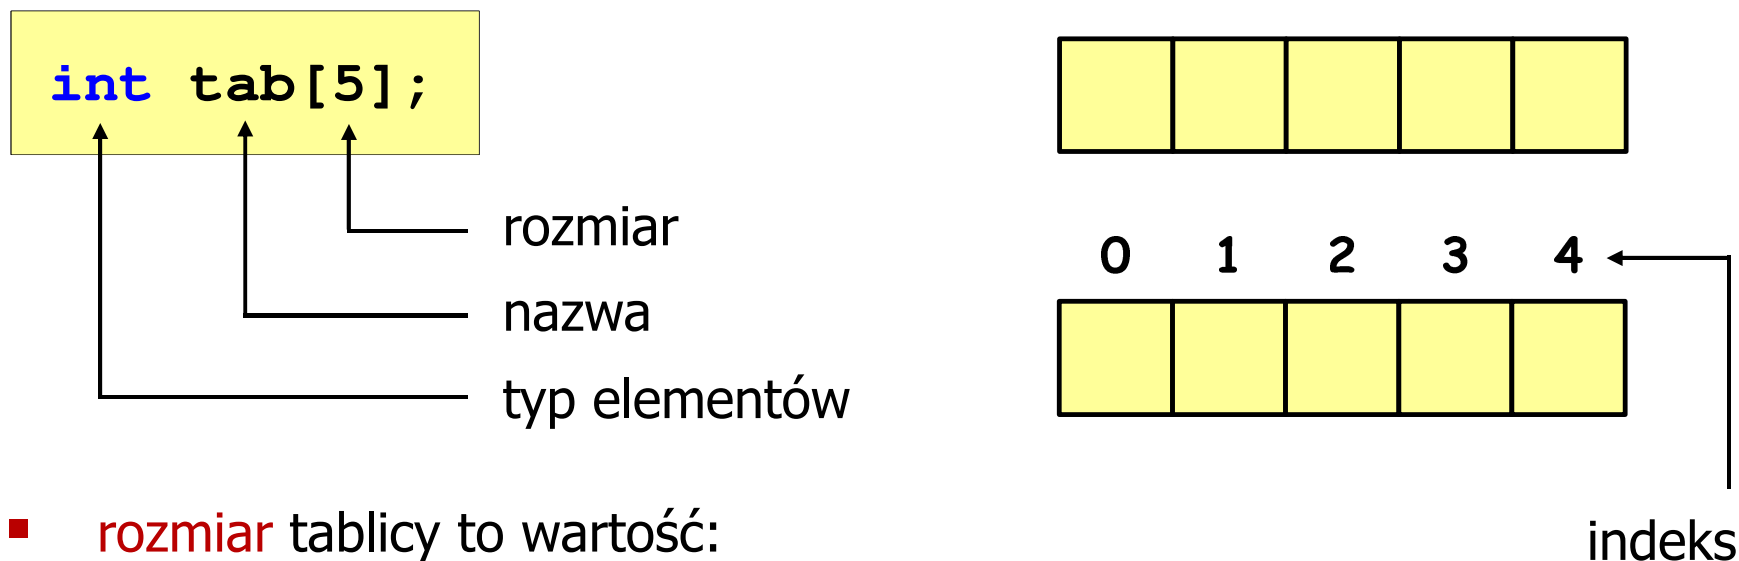 int tab[5];
rozmiar
nazwa
typ elementów
0 1 2 3 4
indeks
rozmiar tablicy to wartość: